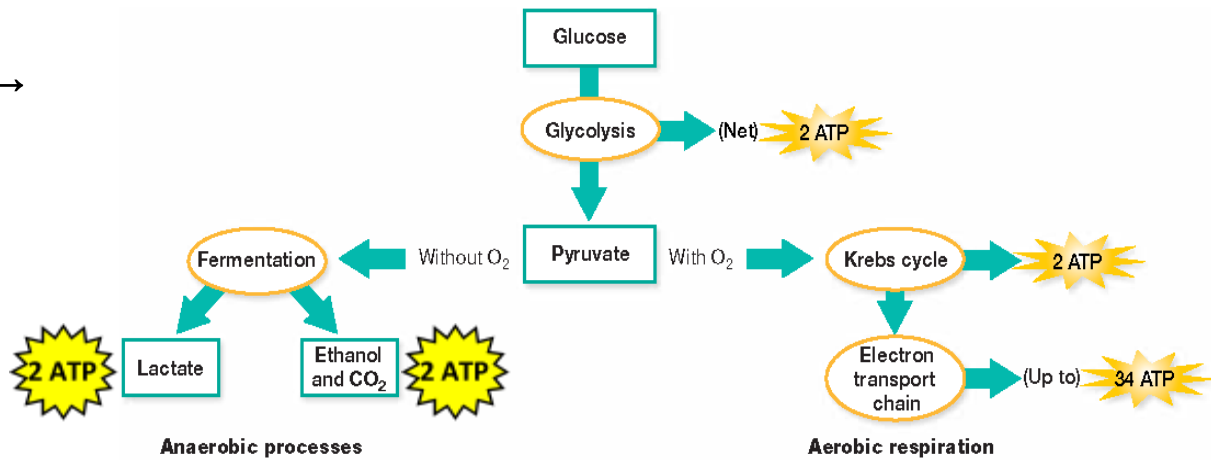 Glucose
→
Glycolysis
(Net)
2 ATP
Fermentation
Without O₂
Pyruvate
With O₂
Krebs cycle
2 ATP
2 ATP
Lactate
Ethanol
and CO₂
2 ATP
Electron
transport
chain
(Up to)
34 ATP
Anaerobic processes
Aerobic respiration